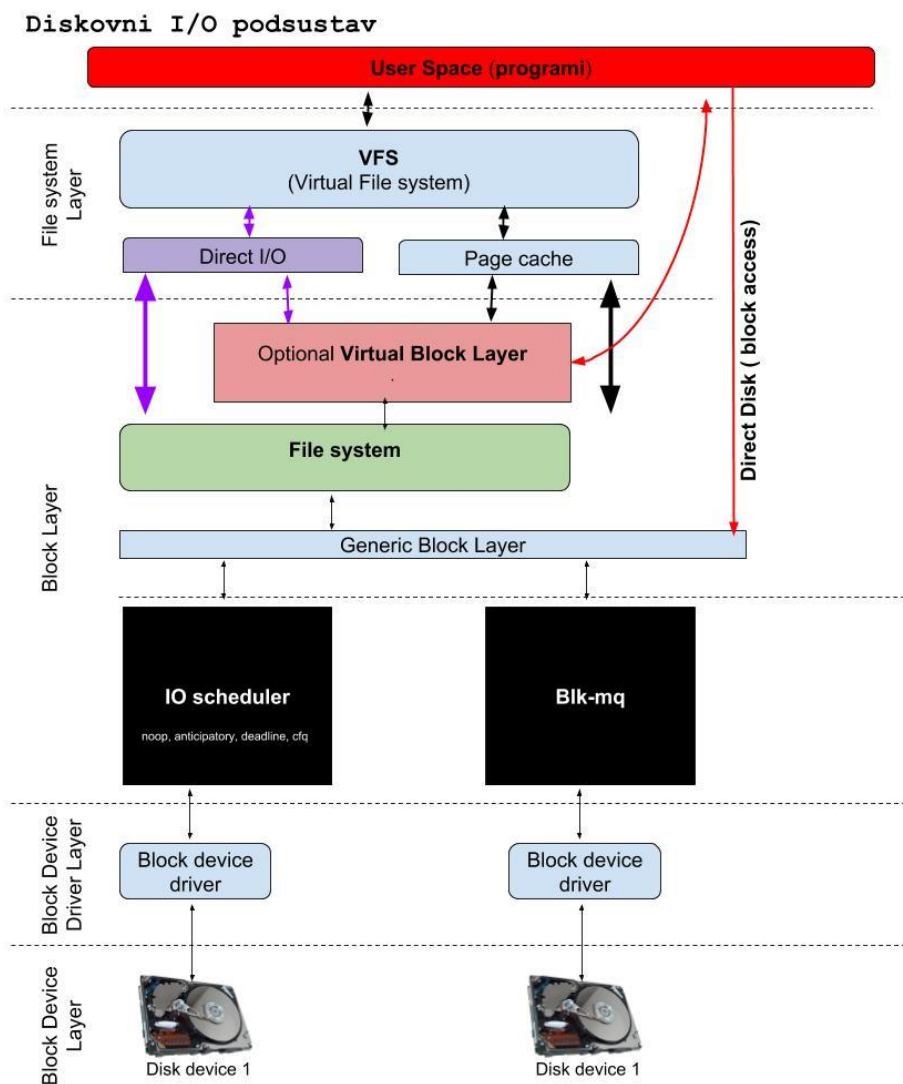 Diskovni I/O podsustav
User Space (programi)
File system
Layer
VFS
(Virtual File system)
Direct I/O
Page cache
Optional Virtual Block Layer
.
Direct Disk ( block access)
File system
Block Layer
Generic Block Layer
IO scheduler
noop, anticipatory, deadline, cfq
Blk-mq
Block Device
Driver Layer
Block device
driver
Block device
driver
Block Device
Layer
Disk device 1
Disk device 1